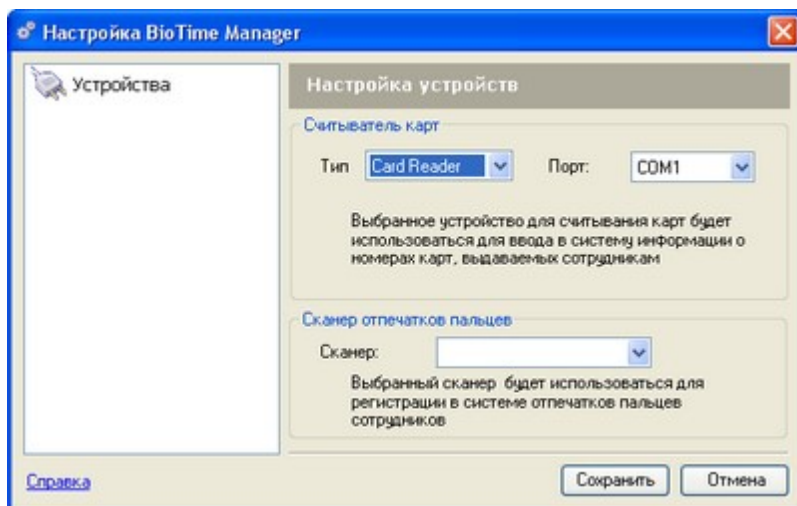 Настройка BioTime Manager
Устройства
Настройка устройств
Считыватель карт
Тип Card Reader Порт: COM1
Выбранное устройство для считывания карт будет
использоваться для ввода в систему информации о
номерах карт, выдаваемых сотрудникам
Сканер отпечатков пальцев
Сканер:
Выбранный сканер будет использоваться для
регистрации в системе отпечатков пальцев
сотрудников
Справка Сохранить Отмена